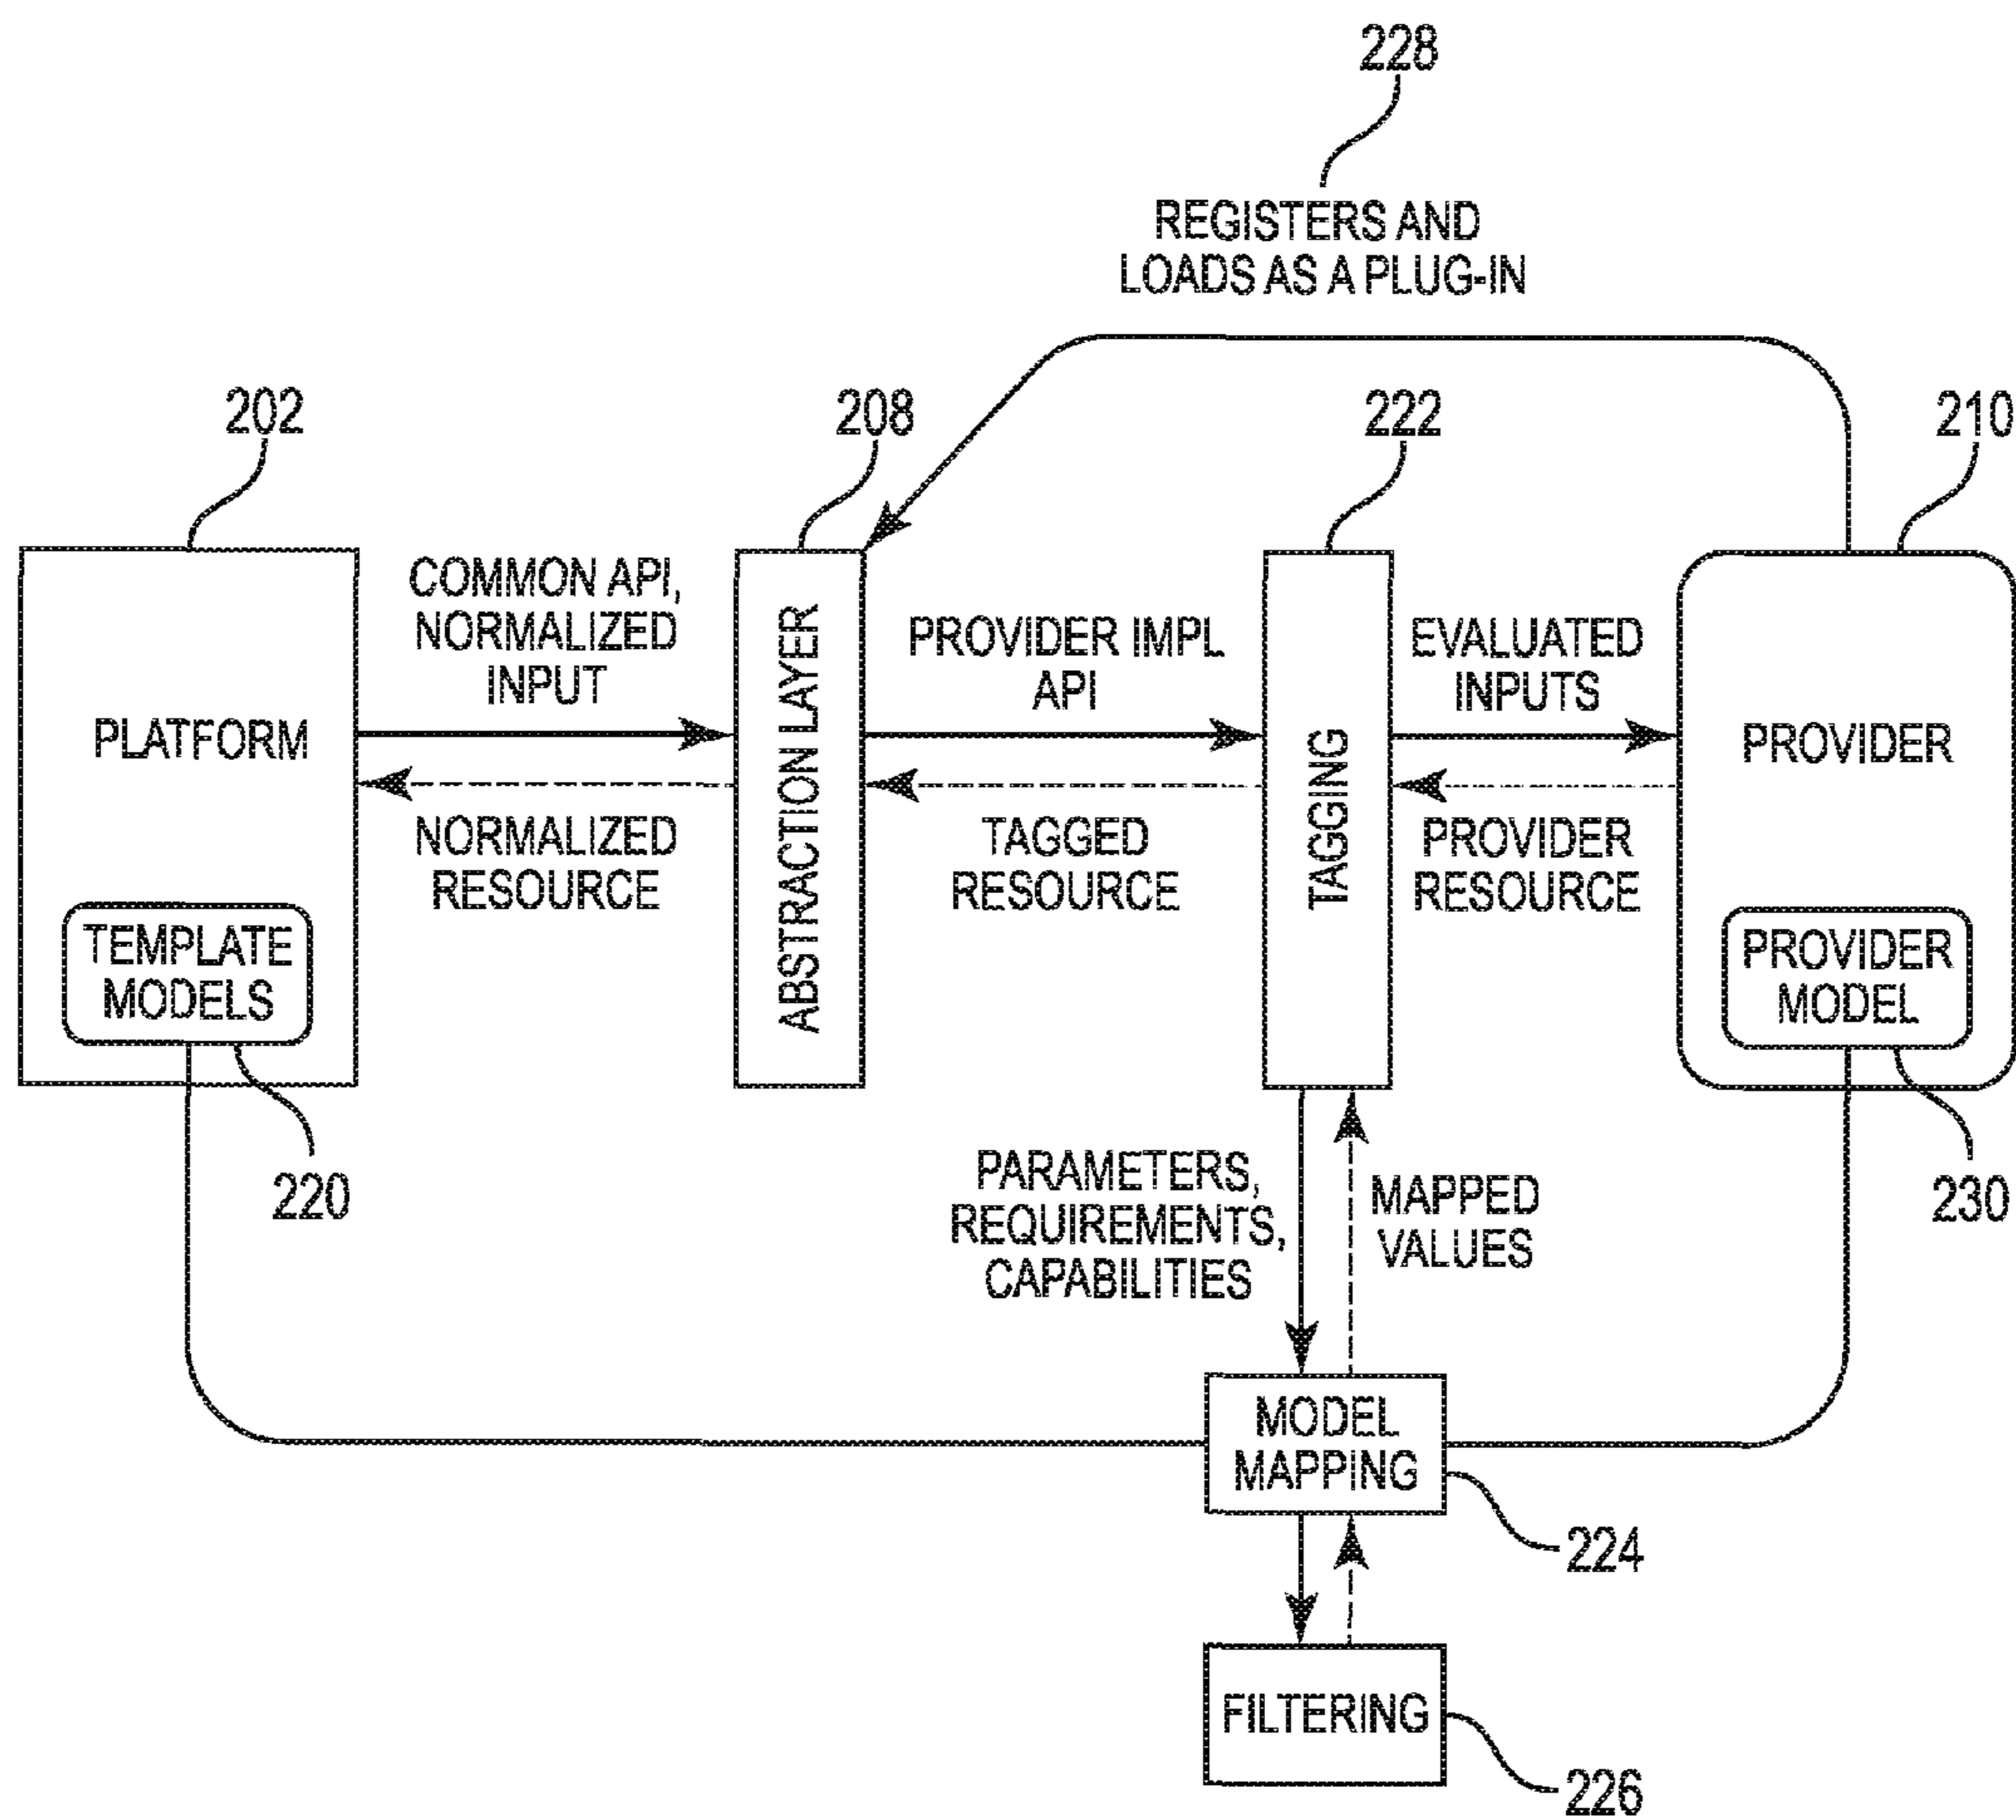 228
REGISTERS AND
LOADS AS A PLUG-IN
202
208
222
210
COMMON API,
NORMALIZED
INPUT
PROVIDER IMPL
API
EVALUATED
INPUTS
PLATFORM
ABSTRACTION LAYER
TAGGING
PROVIDER
NORMALIZED
RESOURCE
TAGGED
RESOURCE
PROVIDER
RESOURCE
TEMPLATE
MODELS
PROVIDER
MODEL
220
PARAMETERS,
REQUIREMENTS,
CAPABILITIES
MAPPED
VALUES
230
MODEL
MAPPING
224
FILTERING
226